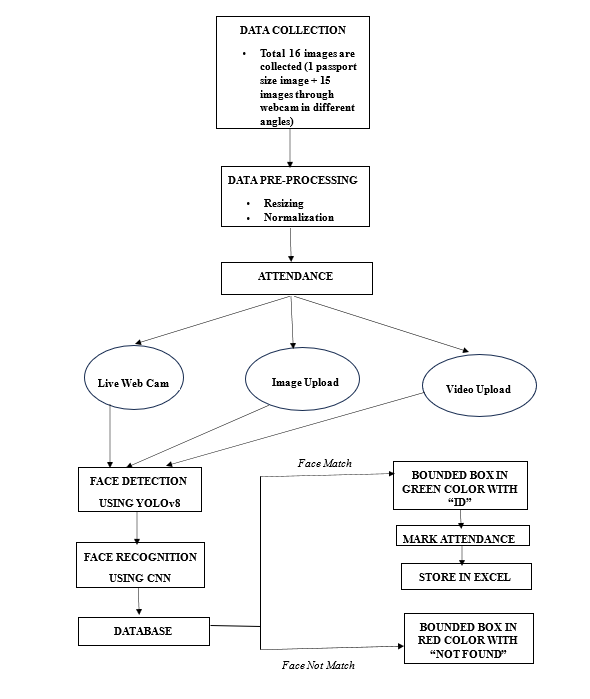 DATA COLLECTION
• Total 16 images are
collected (1 passport
size image + 15
images through
webcam in different
angles)
DATA PRE-PROCESSING
• Resizing
• Normalization
ATTENDANCE
Live Web Cam
Image Upload
Video Upload
FACE DETECTION
USING YOLOv8
FACE RECOGNITION
USING CNN
DATABASE
Face Match
BOUNDED BOX IN
GREEN COLOR WITH
“ID”
MARK ATTENDANCE
STORE IN EXCEL
Face Not Match
BOUNDED BOX IN
RED COLOR WITH
“NOT FOUND”